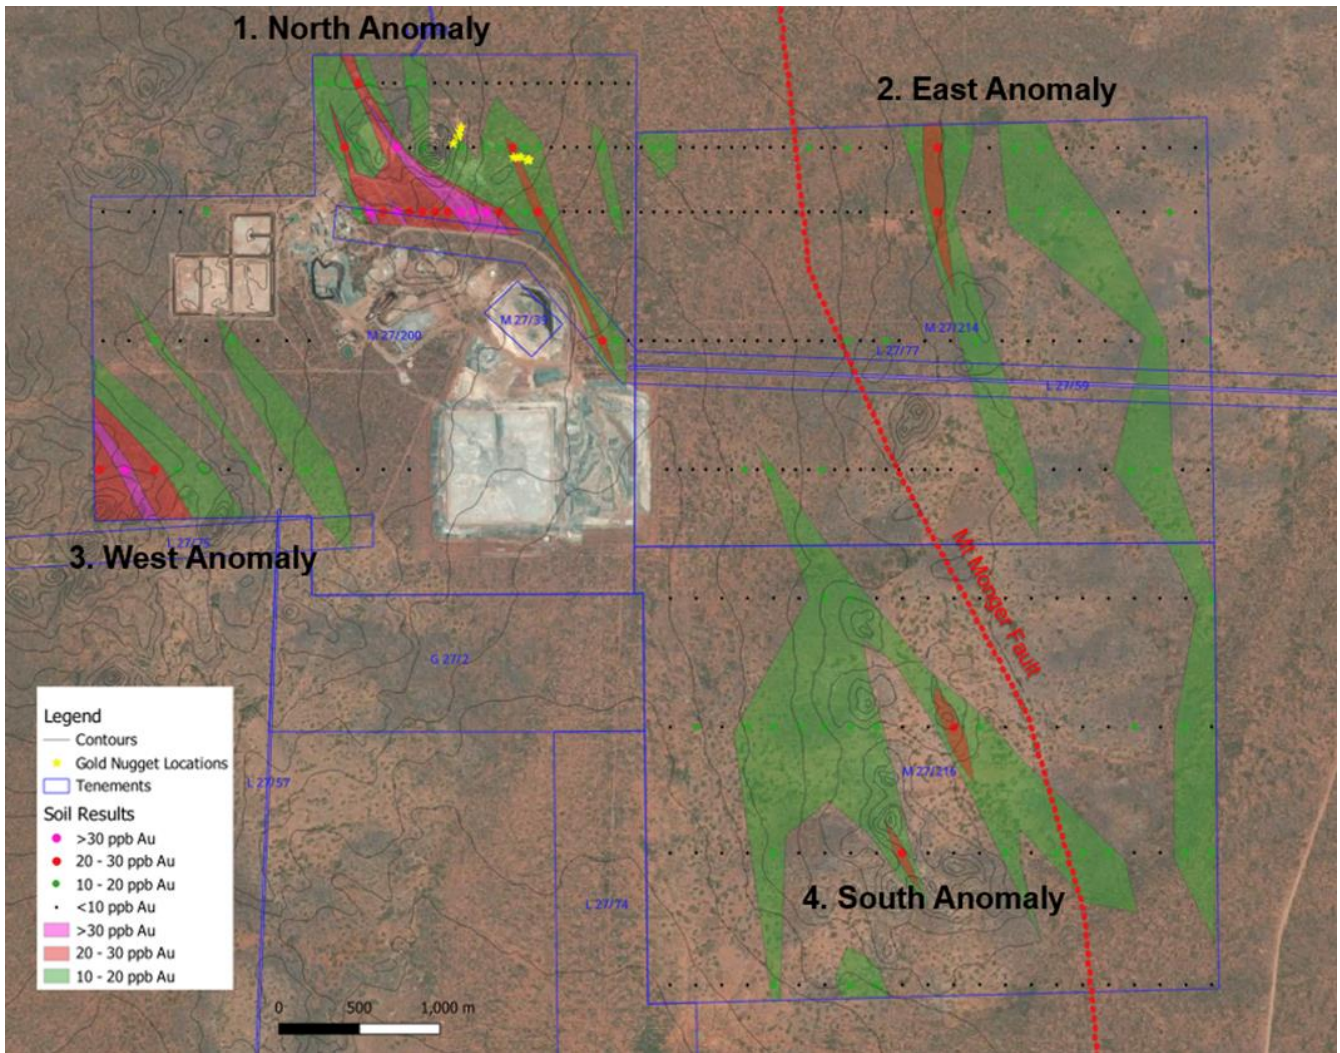 1. North Anomaly
2. East Anomaly
M 27/39
M 27/200
M 27/214
L 27/77
L 27/59
L 27/75
3. West Anomaly
Mt Monger Fault
G 27/2
M 27/216
L 27/57
L 27/74
4. South Anomaly
Legend
Contours
Gold Nugget Locations
Tenements
Soil Results
>30 ppb Au
20 - 30 ppb Au
10 - 20 ppb Au
<10 ppb Au
>30 ppb Au
20 - 30 ppb Au
10 - 20 ppb Au
0 500 1,000 m